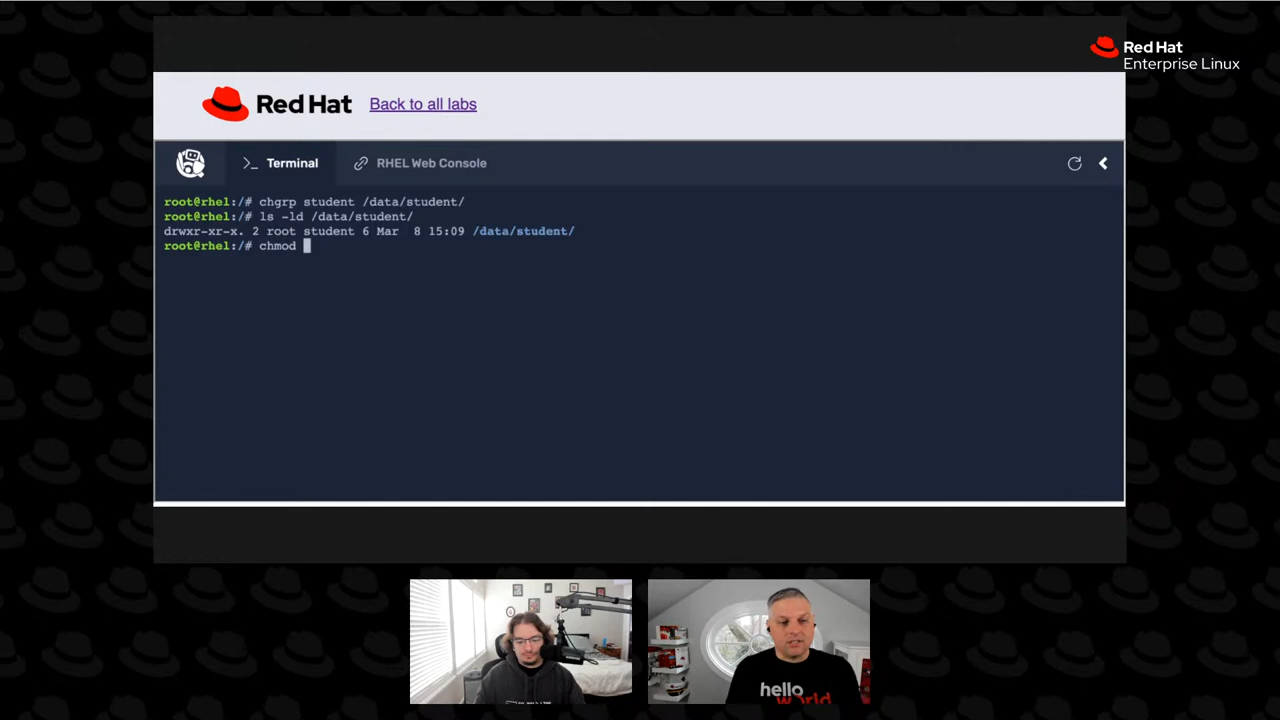 Red Hat
Enterprise Linux
Red Hat Back to all labs
>_ Terminal RHEL Web Console
root@rhel:/# chgrp student /data/student/
root@rhel:/# ls -ld /data/student/
drwxr-xr-x. 2 root student 6 Mar  8 15:09 /data/student/
root@rhel:/# chmod
hello
world